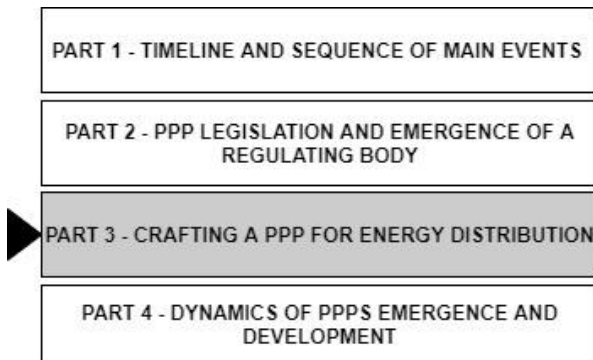 PART 1 - TIMELINE AND SEQUENCE OF MAIN EVENTS
PART 2 - PPP LEGISLATION AND EMERGENCE OF A
REGULATING BODY
PART 3 - CRAFTING A PPP FOR ENERGY DISTRIBUTION
PART 4 - DYNAMICS OF PPPS EMERGENCE AND
DEVELOPMENT